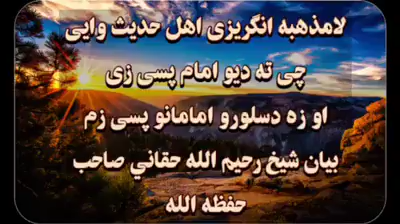 لامذهبه انګریزی اهل حدیث وایی
چی ته دیو امام پسی زی
او زه دسلورو امامانو پسی زم
بیان شیخ رحیم الله حقاني صاحب
حفظه الله